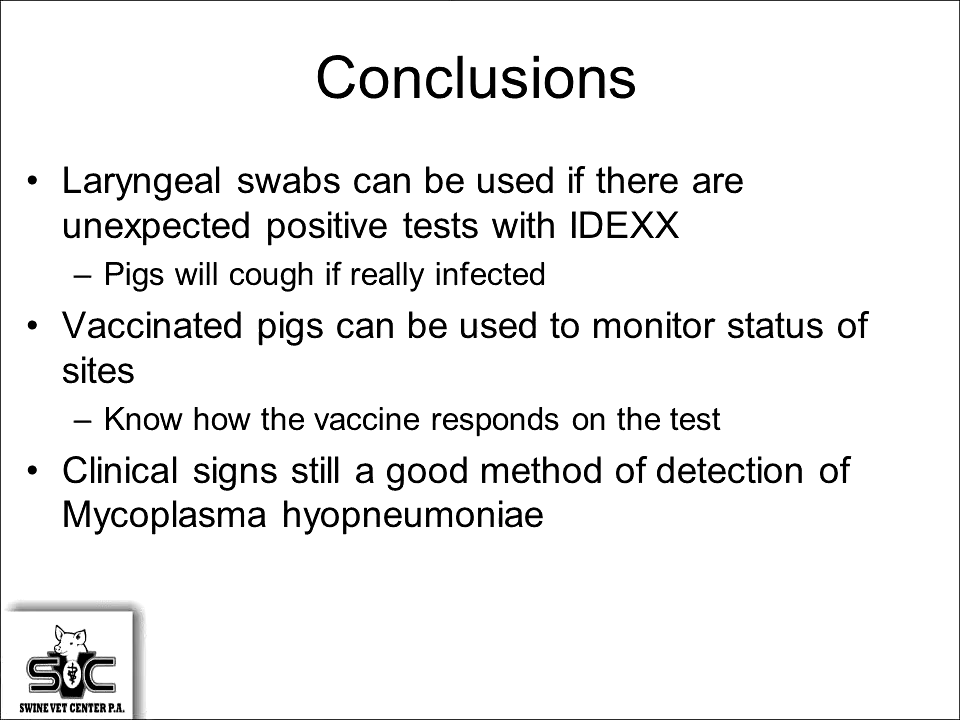 Conclusions
• Laryngeal swabs can be used if there are
unexpected positive tests with IDEXX
– Pigs will cough if really infected
• Vaccinated pigs can be used to monitor status of
sites
– Know how the vaccine responds on the test
• Clinical signs still a good method of detection of
Mycoplasma hyopneumoniae
SVC
SWINE VET CENTER P.A.